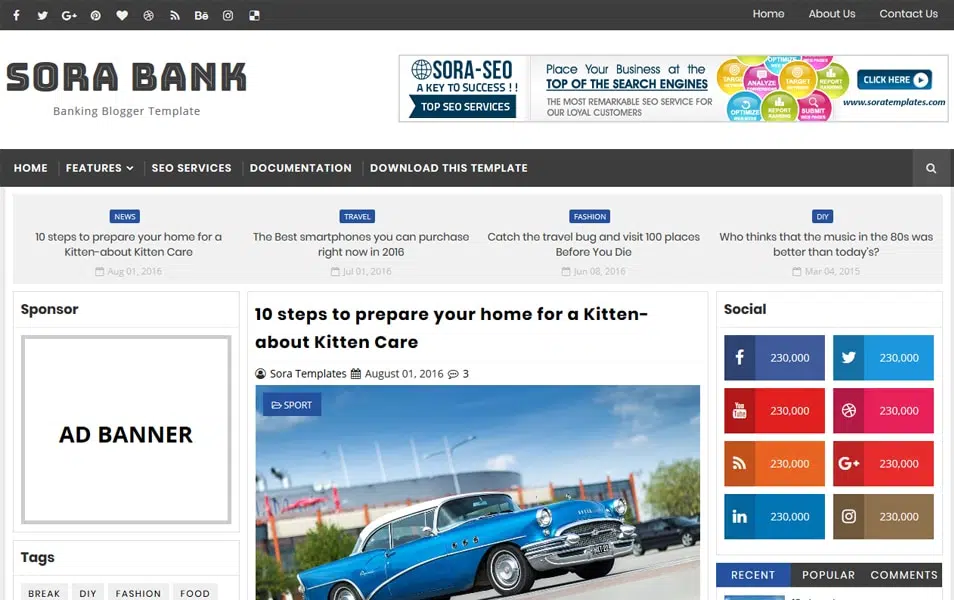 Home About Us Contact Us
SORA BANK
Banking Blogger Template
SORA-SEO
A KEY TO SUCCESS !!
TOP SEO SERVICES
Place Your Business at the
TOP OF THE SEARCH ENGINES
THE MOST REMARKABLE SEO SERVICE FOR
OUR LOYAL CUSTOMERS
TARGET
ANALYZE
OPTIMIZE
TARGET
REPORT
OPTIMIZE
REPORT
SUBMIT
CLICK HERE
www.soratemplates.com
HOME FEATURES SEO SERVICES DOCUMENTATION DOWNLOAD THIS TEMPLATE
NEWS
10 steps to prepare your home for a
Kitten-about Kitten Care
Aug 01, 2016
TRAVEL
The Best smartphones you can purchase
right now in 2016
Jul 01, 2016
FASHION
Catch the travel bug and visit 100 places
Before You Die
Jun 08, 2016
DIY
Who thinks that the music in the 80s was
better than today's?
Mar 04, 2015
Sponsor
AD BANNER
Tags
BREAK DIY FASHION FOOD
10 steps to prepare your home for a Kitten-
about Kitten Care
Sora Templates August 01, 2016 3
SPORT
Social
230,000 230,000
You Tube 230,000 230,000
230,000 G+ 230,000
in 230,000 230,000
RECENT POPULAR COMMENTS